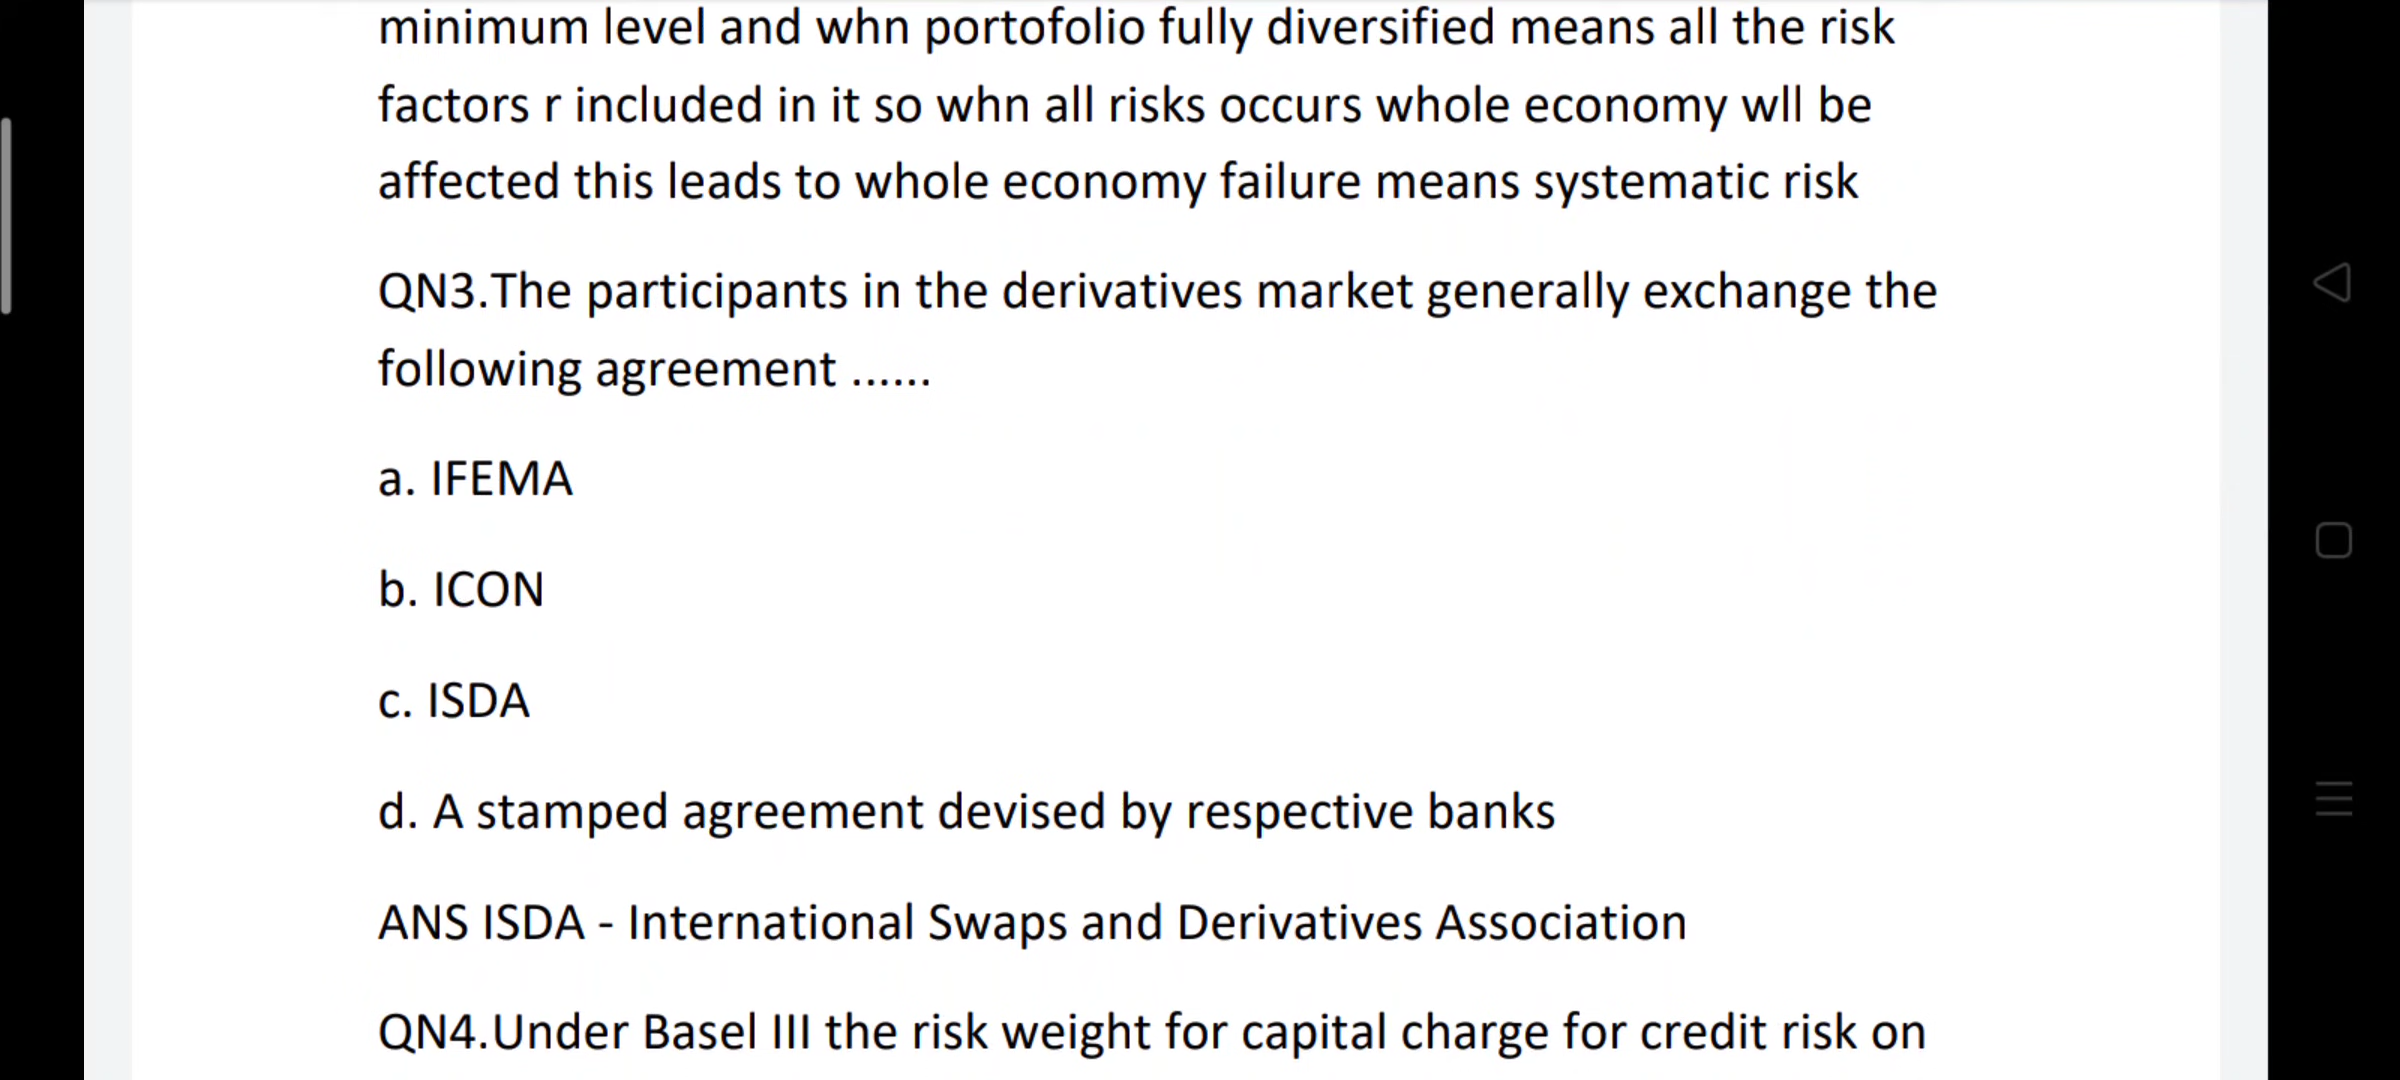 minimum level and whn portofolio fully diversified means all the risk
factors r included in it so whn all risks occurs whole economy wll be
affected this leads to whole economy failure means systematic risk
QN3.The participants in the derivatives market generally exchange the
following agreement ......
a. IFEMA
b. ICON
c. ISDA
d. A stamped agreement devised by respective banks
ANS ISDA - International Swaps and Derivatives Association
QN4.Under Basel III the risk weight for capital charge for credit risk on